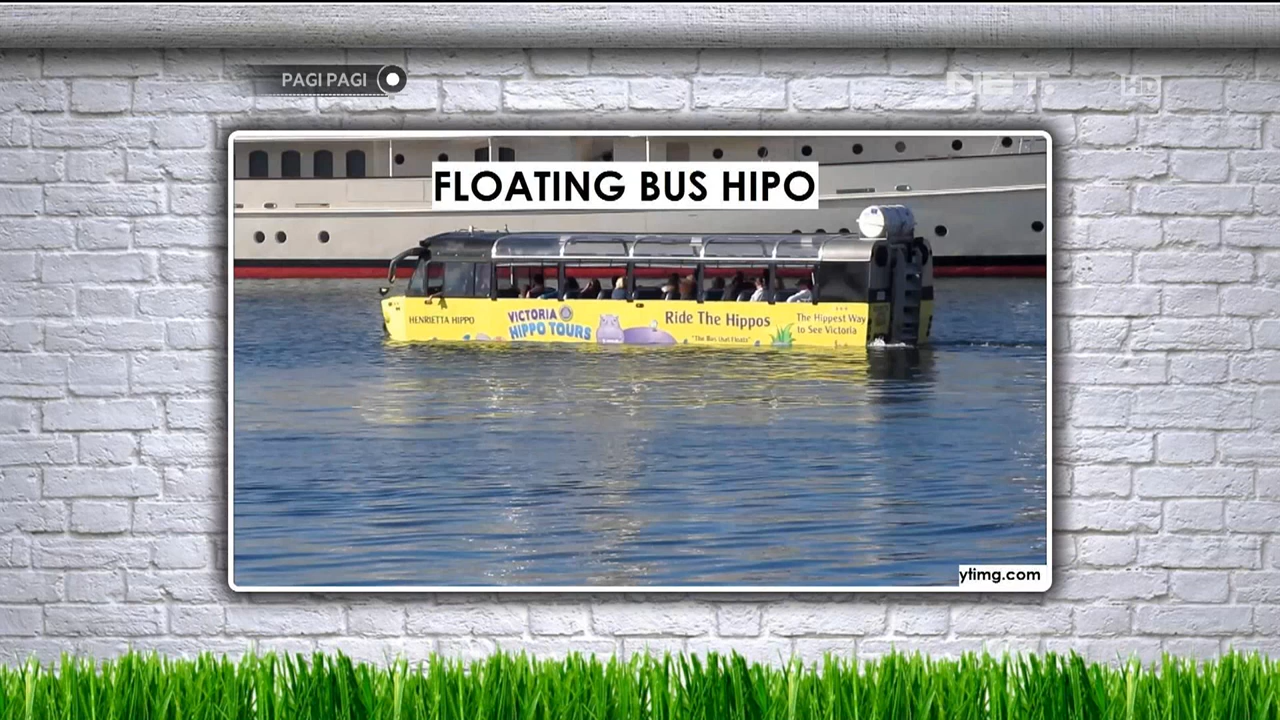 PAGI PAGI
NET.
HD
FLOATING BUS HIPO
HENRIETTA HIPPO
VICTORIA
HIPPO TOURS
Ride The Hippos
"The Bus that Floats"
The Hippest Way
to See Victoria
ytimg.com